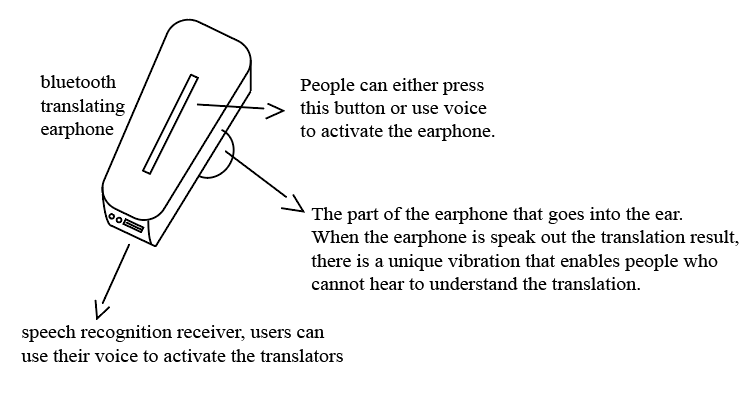 bluetooth
translating
earphone
People can either press
this button or use voice
to activate the earphone.
The part of the earphone that goes into the ear.
When the earphone is speak out the translation result,
there is a unique vibration that enables people who
cannot hear to understand the translation.
speech recognition receiver, users can
use their voice to activate the translators